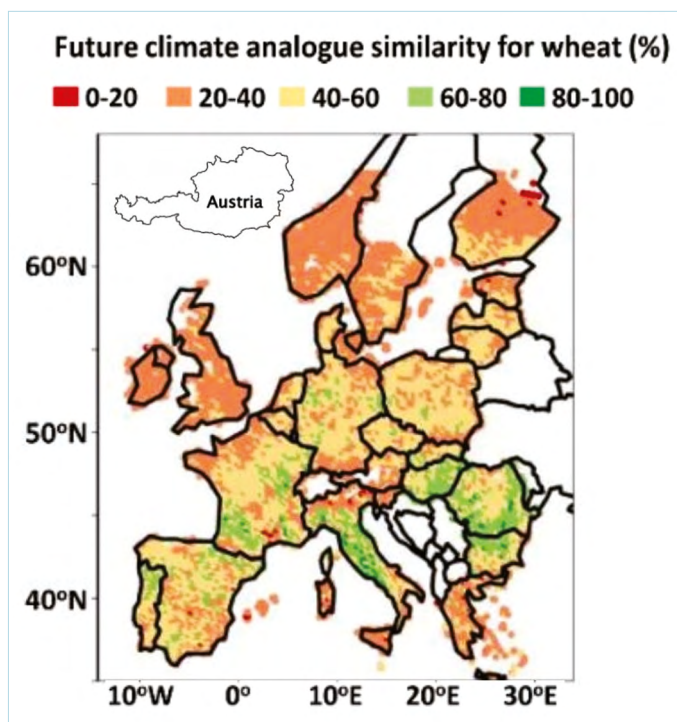 Future climate analogue similarity for wheat (%)
0-20 20-40 40-60 60-80 80-100
Austria
60°N
50°N
40°N
10°W 0° 10°E 20°E 30°E